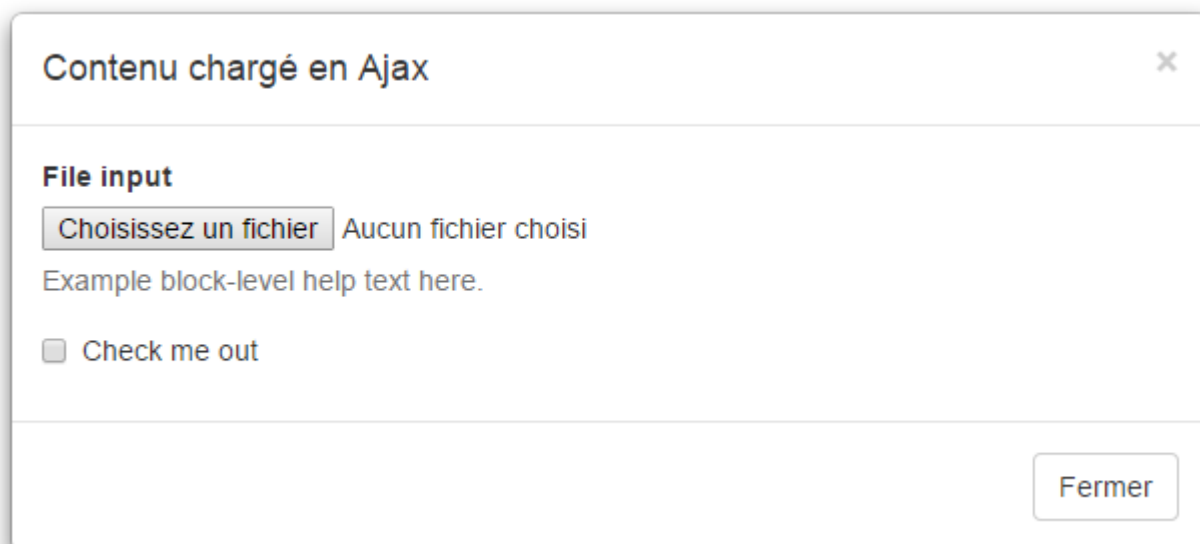 Contenu chargé en Ajax ×
File input
Choisissez un fichier Aucun fichier choisi
Example block-level help text here.
Check me out
Fermer